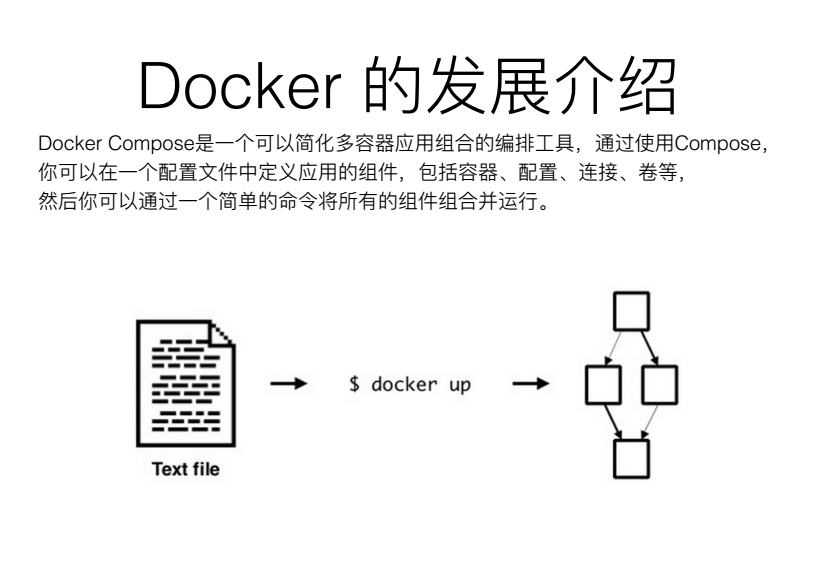 Docker 的发展介绍
Docker Compose是一个可以简化多容器应用组合的编排工具，通过使用Compose，
你可以在一个配置文件中定义应用的组件，包括容器、配置、连接、卷等，
然后你可以通过一个简单的命令将所有的组件组合并运行。
$ docker up
Text file